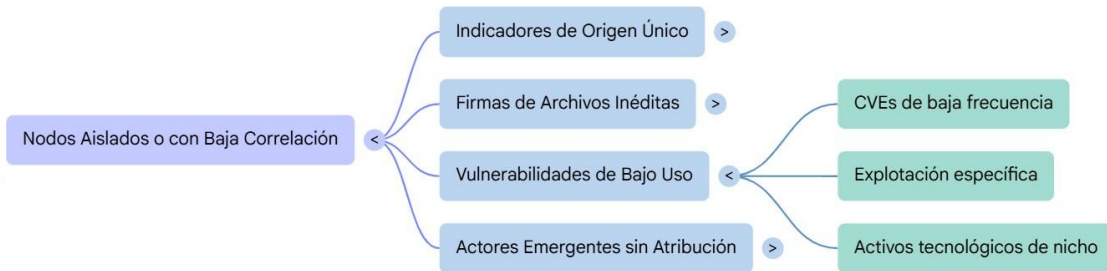 Nodos Aislados o con Baja Correlación <
Indicadores de Origen Único >
Firmas de Archivos Inéditas >
Vulnerabilidades de Bajo Uso <
CVEs de baja frecuencia
Explotación específica
Activos tecnológicos de nicho
Actores Emergentes sin Atribución >